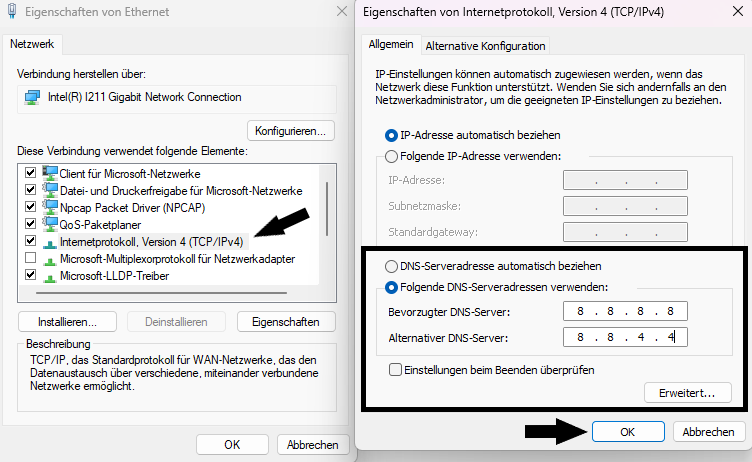 Eigenschaften von Ethernet
Netzwerk
Verbindung herstellen über:
Intel(R) I211 Gigabit Network Connection
Konfigurieren...
Diese Verbindung verwendet folgende Elemente:
Client für Microsoft-Netzwerke
Datei- und Druckerfreigabe für Microsoft-Netzwerke
Npcap Packet Driver (NPCAP)
QoS-Paketplaner
Internetprotokoll, Version 4 (TCP/IPv4)
Microsoft-Multiplexorprotokoll für Netzwerkadapter
Microsoft-LLDP-Treiber
Installieren...
Deinstallieren
Eigenschaften
Beschreibung
TCP/IP, das Standardprotokoll für WAN-Netzwerke, das den
Datenaustausch über verschiedene, miteinander verbundene
Netzwerke ermöglicht.
OK
Abbrechen
Eigenschaften von Internetprotokoll, Version 4 (TCP/IPv4)
Allgemein
Alternative Konfiguration
IP-Einstellungen können automatisch zugewiesen werden, wenn das
Netzwerk diese Funktion unterstützt. Wenden Sie sich andernfalls an den
Netzwerkadministrator, um die geeigneten IP-Einstellungen zu beziehen.
IP-Adresse automatisch beziehen
Folgende IP-Adresse verwenden:
IP-Adresse: . . .
Subnetzmaske: . . .
Standardgateway: . . .
DNS-Serveradresse automatisch beziehen
Folgende DNS-Serveradressen verwenden:
Bevorzugter DNS-Server: 8 . 8 . 8 . 8
Alternativer DNS-Server: 8 . 8 . 4 . 4
Einstellungen beim Beenden überprüfen
Erweitert...
OK
Abbrechen